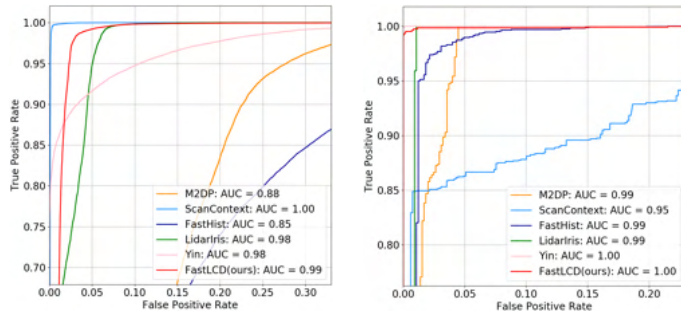 True Positive Rate
1.00
0.95
0.90
0.85
0.80
0.75
0.70
M2DP: AUC = 0.88
ScanContext: AUC = 1.00
FastHist: AUC = 0.85
LidarIris: AUC = 0.98
Yin: AUC = 0.98
FastLCD(ours): AUC = 0.99
0.00 0.05 0.10 0.15 0.20 0.25 0.30
False Positive Rate
True Positive Rate
1.00
0.95
0.90
0.85
0.80
M2DP: AUC = 0.99
ScanContext: AUC = 0.95
FastHist: AUC = 0.99
LidarIris: AUC = 0.99
Yin: AUC = 1.00
FastLCD(ours): AUC = 1.00
0.00 0.05 0.10 0.15 0.20
False Positive Rate